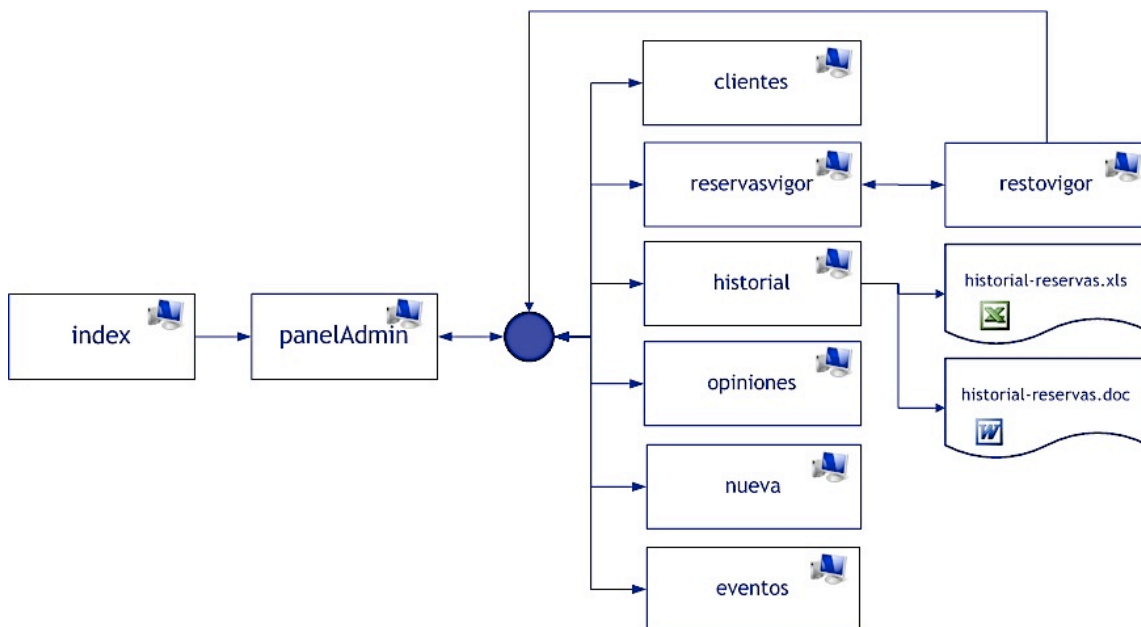 clientes
reservasvigor
restovigor
historial
historial-reservas.xls
index
panelAdmin
opiniones
historial-reservas.doc
nueva
eventos